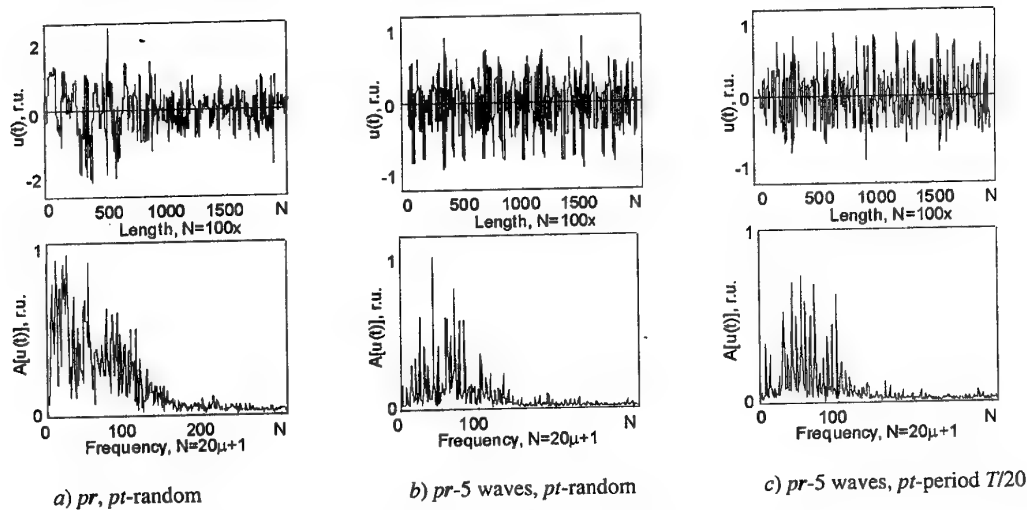 u(t), r.u.
2
0
-2
0 500 1000 1500 N
Length, N=100x
u(t), r.u.
1
0
-1
0 500 1000 1500 N
Length, N=100x
u(t), r.u.
1
0
-1
0 500 1000 1500 N
Length, N=100x
A[u(t)], r.u.
1
0
0 100 200 N
Frequency, N=20μ+1
A[u(t)], r.u.
1
0
0 100 N
Frequency, N=20μ+1
A[u(t)], r.u.
1
0
0 100 N
Frequency, N=20μ+1
a) pr, pt-random
b) pr-5 waves, pt-random
c) pr-5 waves, pt-period T/20